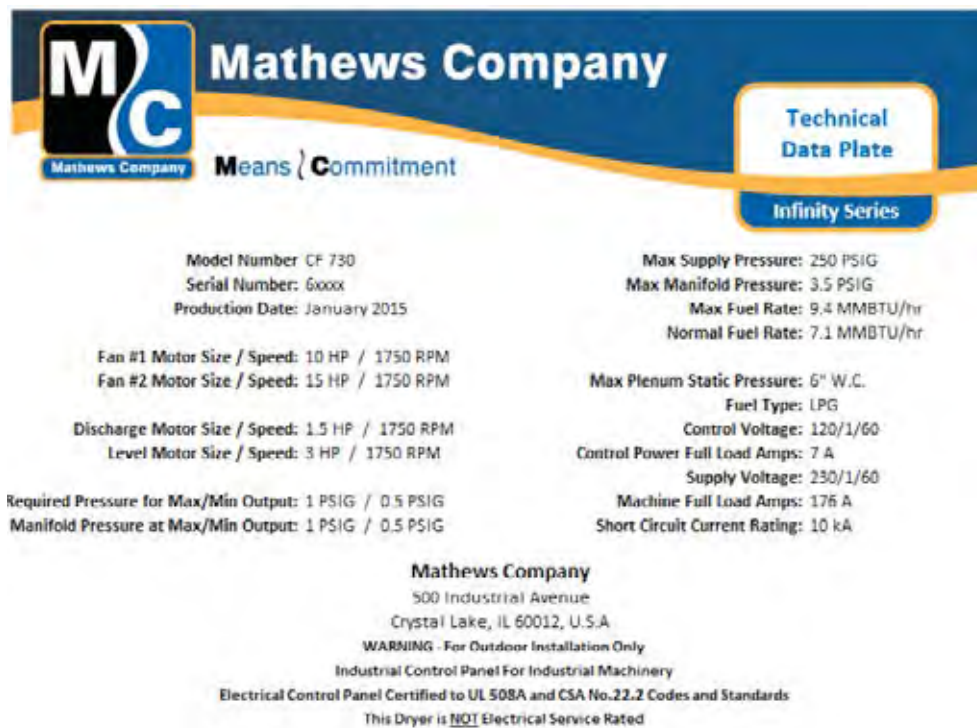 M
C
Mathews Company
Mathews Company
Means Commitment
Technical
Data Plate
Infinity Series
Model Number CF 730
Serial Number: 6xxxx
Production Date: January 2015
Fan #1 Motor Size / Speed: 10 HP / 1750 RPM
Fan #2 Motor Size / Speed: 15 HP / 1750 RPM
Discharge Motor Size / Speed: 1.5 HP / 1750 RPM
Level Motor Size / Speed: 3 HP / 1750 RPM
Required Pressure for Max/Min Output: 1 PSIG / 0.5 PSIG
Manifold Pressure at Max/Min Output: 1 PSIG / 0.5 PSIG
Max Supply Pressure: 250 PSIG
Max Manifold Pressure: 3.5 PSIG
Max Fuel Rate: 9.4 MMBTU/hr
Normal Fuel Rate: 7.1 MMBTU/hr
Max Plenum Static Pressure: 6" W.C.
Fuel Type: LPG
Control Voltage: 120/1/60
Control Power Full Load Amps: 7 A
Supply Voltage: 230/1/60
Machine Full Load Amps: 176 A
Short Circuit Current Rating: 10 kA
Mathews Company
500 Industrial Avenue
Crystal Lake, IL 60012, U.S.A
WARNING - For Outdoor Installation Only
Industrial Control Panel For Industrial Machinery
Electrical Control Panel Certified to UL 508A and CSA No.22.2 Codes and Standards
This Dryer is NOT Electrical Service Rated